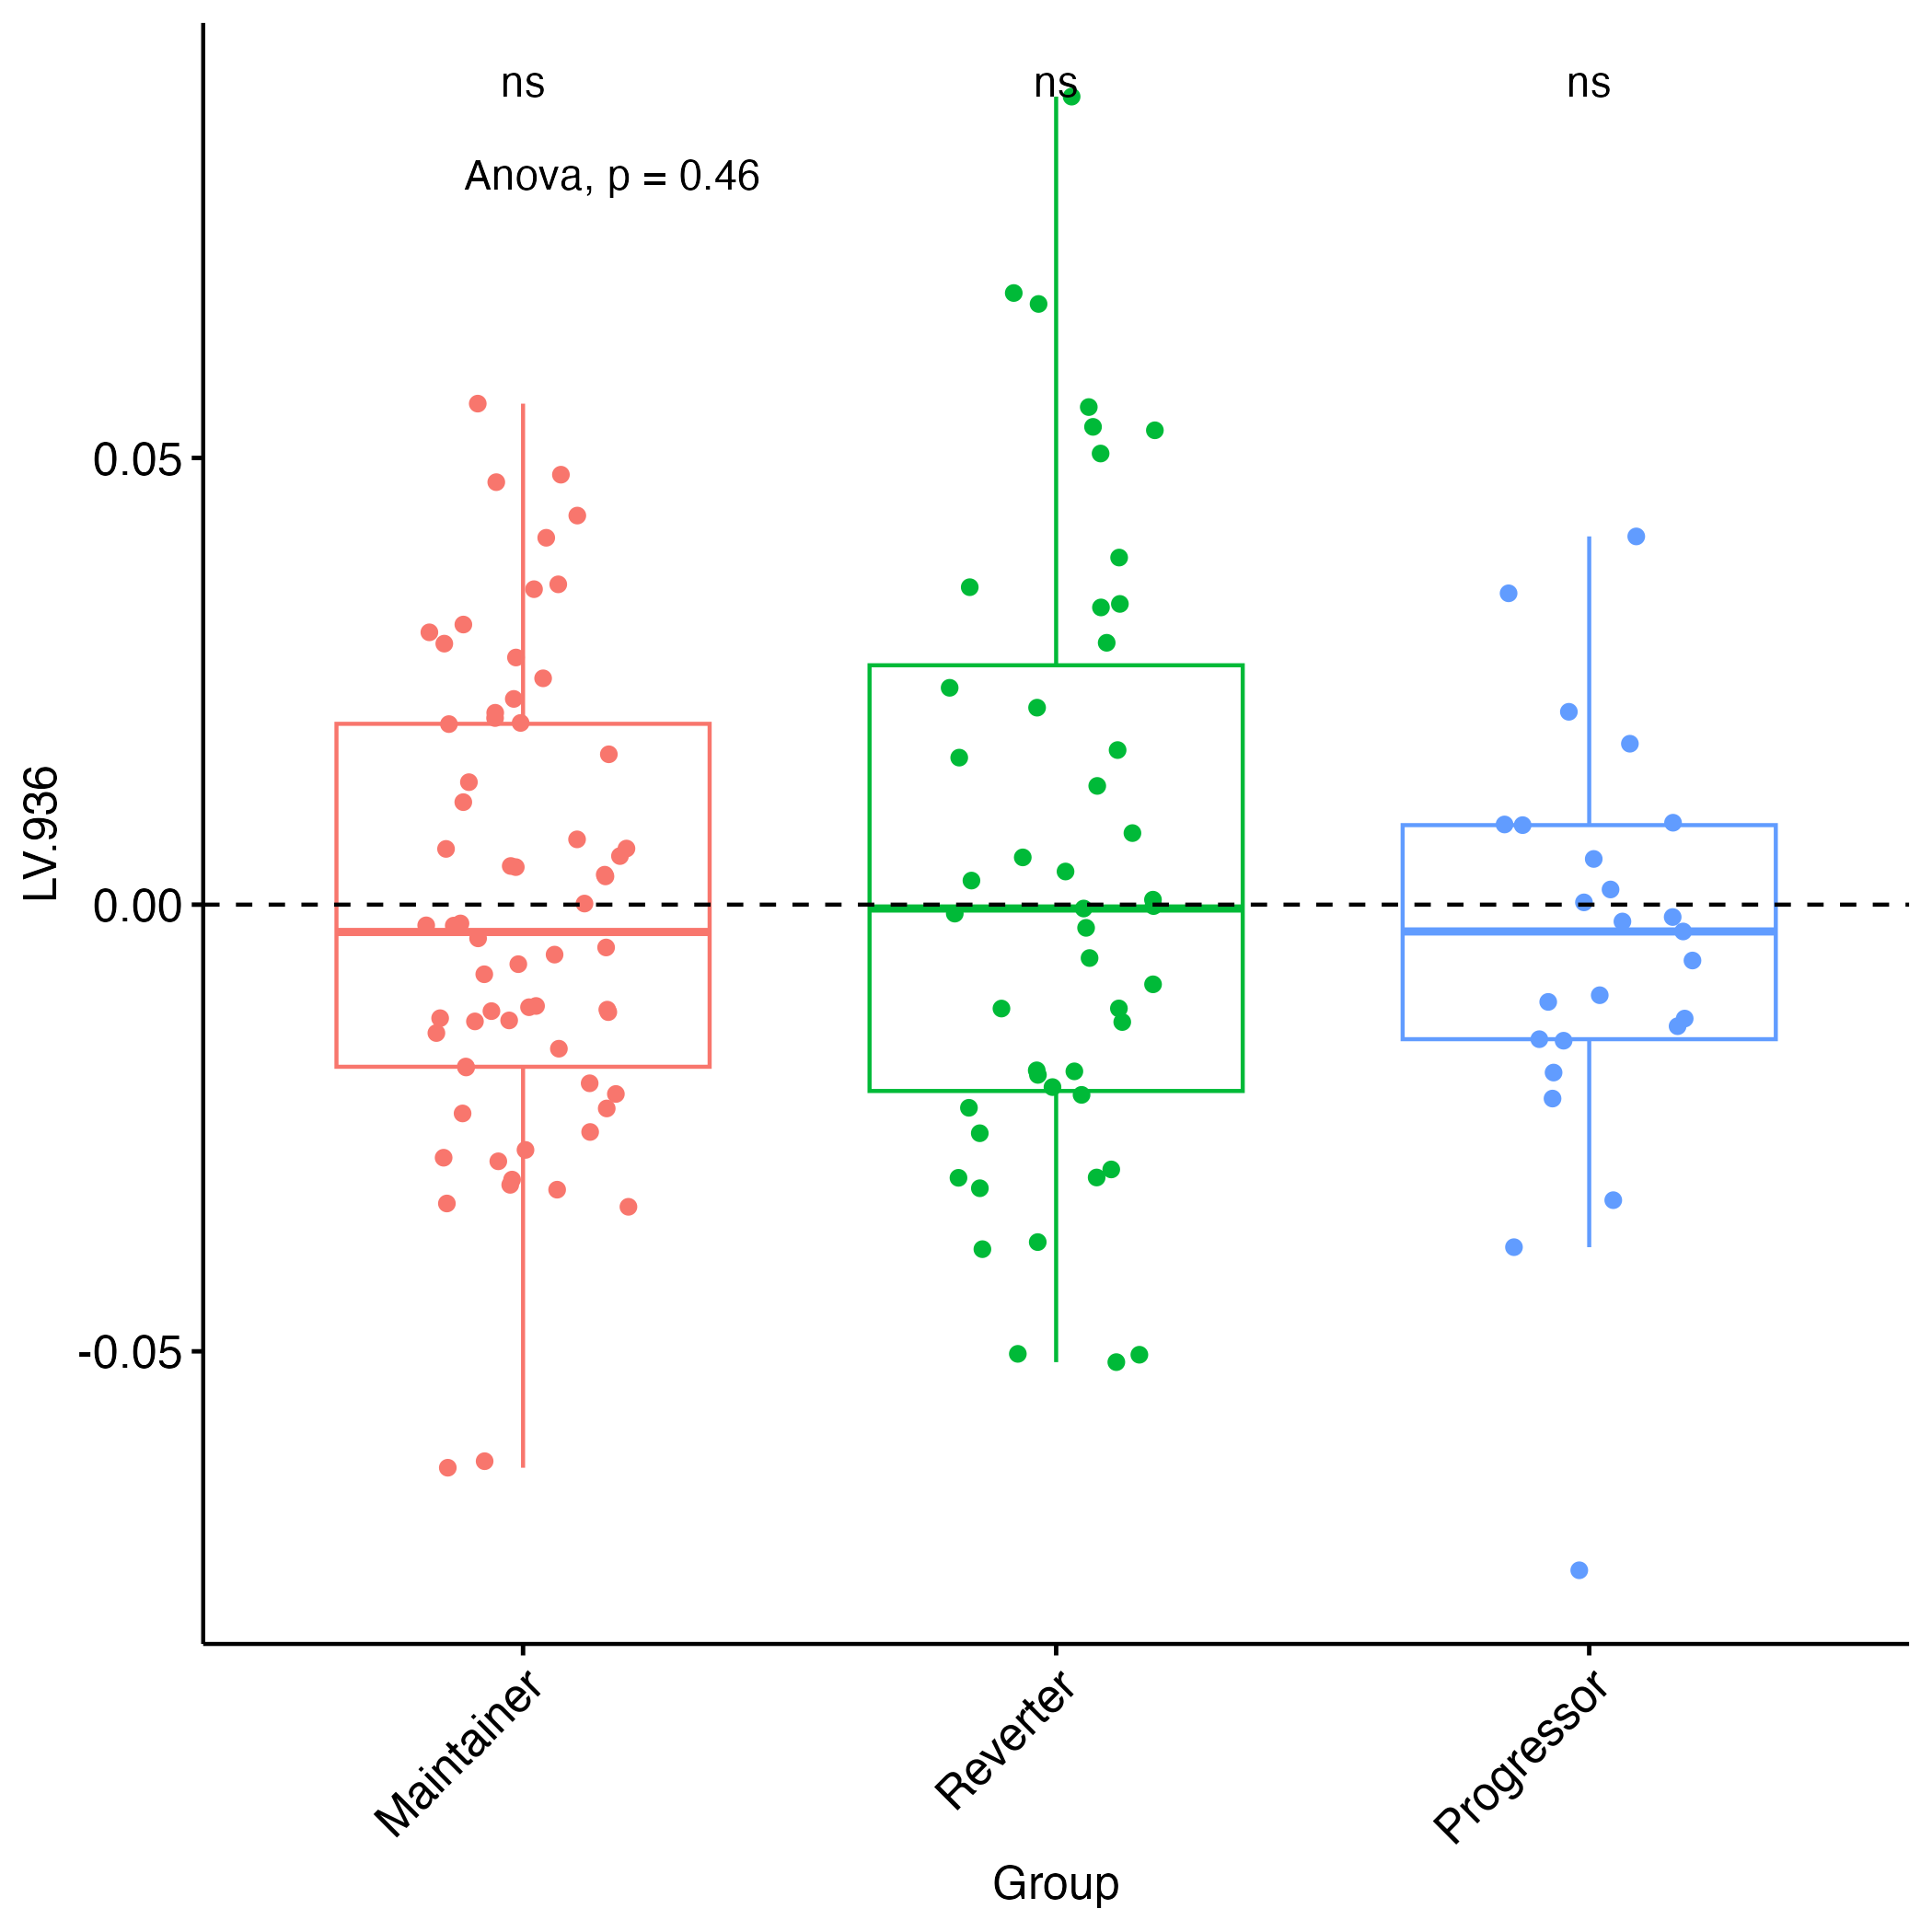 ns ns ns
Anova, p = 0.46
0.05
0.00
-0.05
LV.936
Maintainer Reverter Progressor
Group